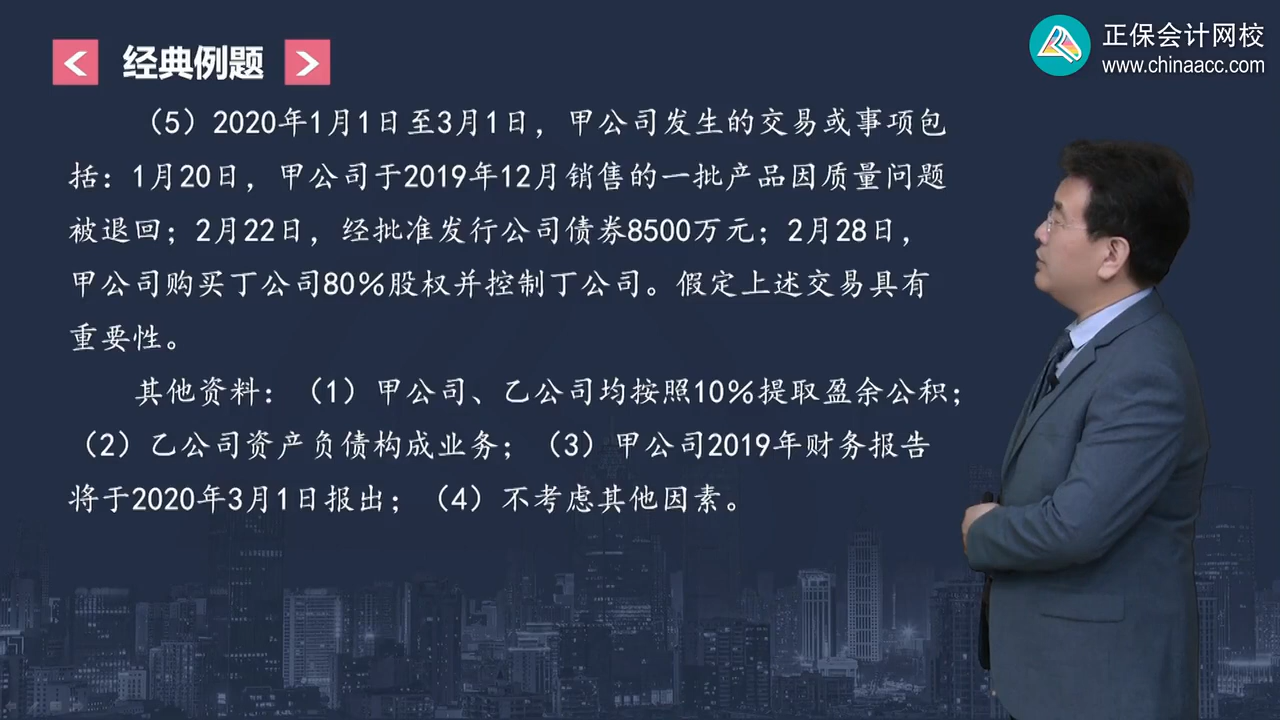 经典例题
正保会计网校
www.chinaacc.com
（5）2020年1月1日至3月1日，甲公司发生的交易或事项包
括：1月20日，甲公司于2019年12月销售的一批产品因质量问题
被退回；2月22日，经批准发行公司债券8500万元；2月28日，
甲公司购买丁公司80%股权并控制丁公司。假定上述交易具有
重要性。
其他资料：（1）甲公司、乙公司均按照10%提取盈余公积；
（2）乙公司资产负债构成业务；（3）甲公司2019年财务报告
将于2020年3月1日报出；（4）不考虑其他因素。